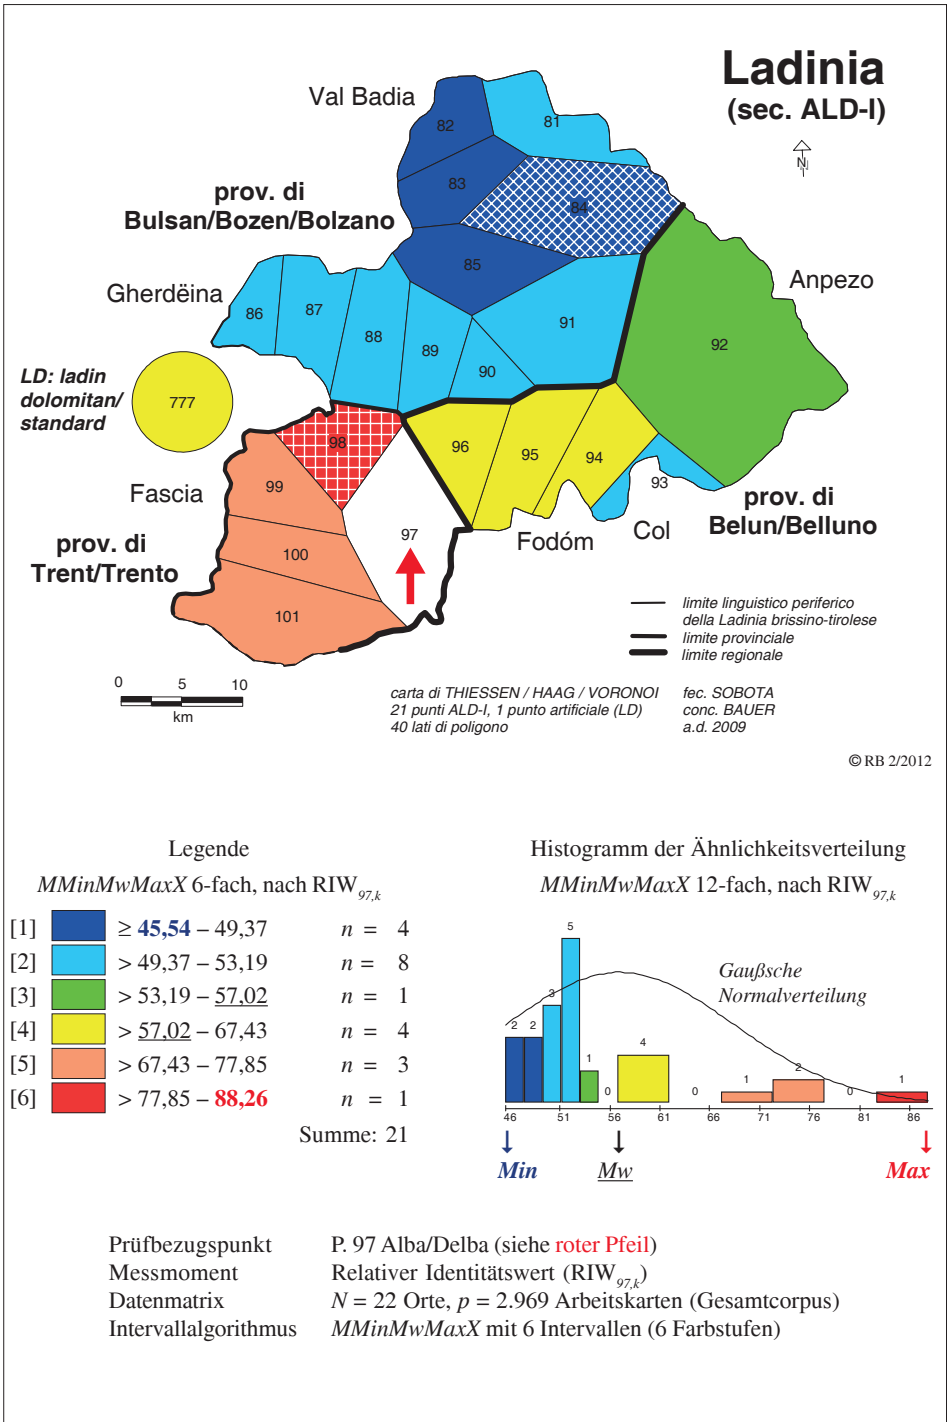 Ladinia
(sec. ALD-I)
N
Val Badia
81
82
83
84
prov. di
Bulsan/Bozen/Bolzano
85
Anpezo
Gherdëina
86
87
88
89
90
91
92
LD: ladin
dolomitan/
standard
777
98
96
95
94
93
99
Fascia
97
Fodóm
Col
prov. di
Belun/Belluno
prov. di
Trent/Trento
100
101
limite linguistico periferico
della Ladinia brissino-tirolese
limite provinciale
limite regionale
0 5 10
km
carta di THIESSEN / HAAG / VORONOI
21 punti ALD-I, 1 punto artificiale (LD)
40 lati di poligono
fec. SOBOTA
conc. BAUER
a.d. 2009
© RB 2/2012
Legende
MMinMwMaxX 6-fach, nach RIW97,k
[1] ≥ 45,54 – 49,37 n = 4
[2] > 49,37 – 53,19 n = 8
[3] > 53,19 – 57,02 n = 1
[4] > 57,02 – 67,43 n = 4
[5] > 67,43 – 77,85 n = 3
[6] > 77,85 – 88,26 n = 1
Summe: 21
Histogramm der Ähnlichkeitsverteilung
MMinMwMaxX 12-fach, nach RIW97,k
Gaußsche
Normalverteilung
2 2 3 5 1 0 4 0 1 2 0 1
46 51 56 62 66 71 76 81 86
Min Mw Max
Prüfbezugspunkt P. 97 Alba/Delba (siehe roter Pfeil)
Messmoment Relativer Identitätswert (RIW97,k)
Datenmatrix N = 22 Orte, p = 2.969 Arbeitskarten (Gesamtcorpus)
Intervallalgorithmus MMinMwMaxX mit 6 Intervallen (6 Farbstufen)